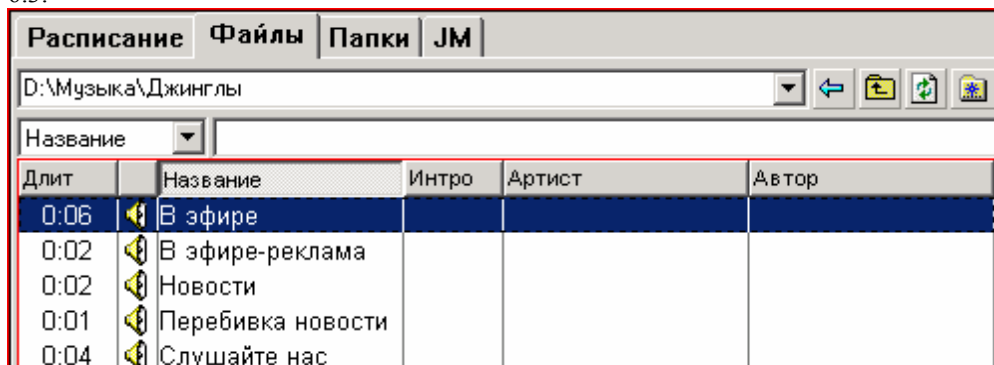 Расписание Файлы Папки JM
D:\Музыка\Джинглы
Название
Длит Название Интро Артист Автор
0:06 В эфире
0:02 В эфире-реклама
0:02 Новости
0:01 Перебивка новости
0:04 Слушайте нас